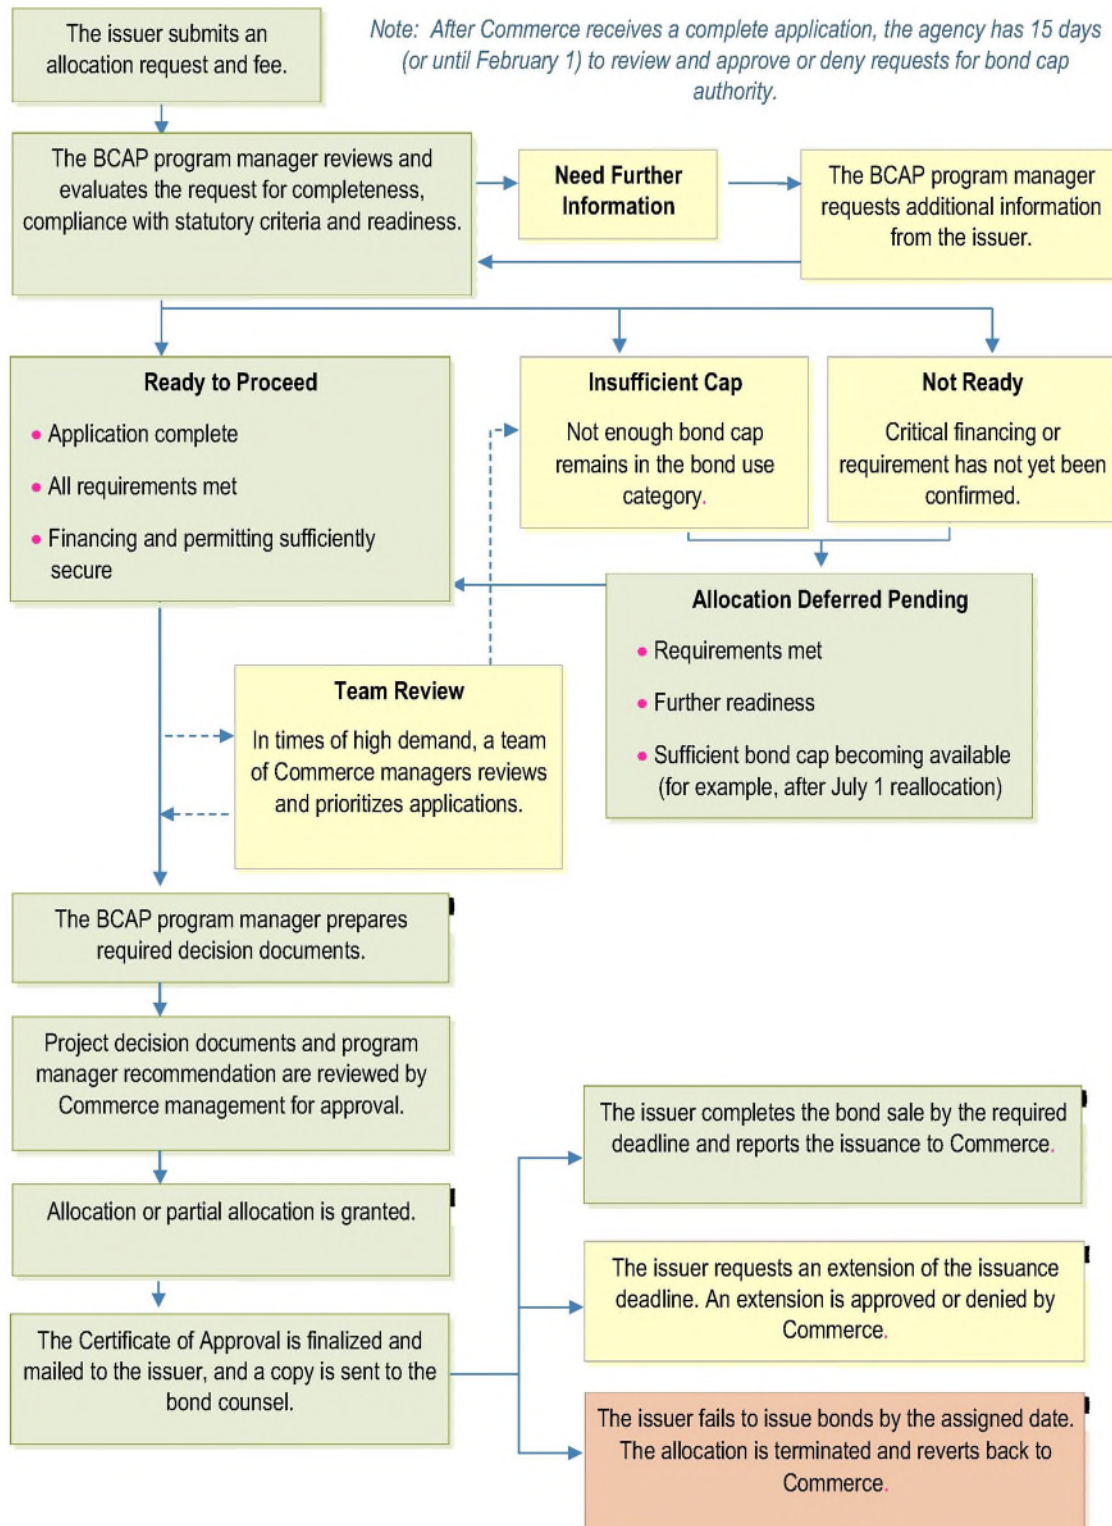 The issuer submits an
allocation request and fee.
Note: After Commerce receives a complete application, the agency has 15 days
(or until February 1) to review and approve or deny requests for bond cap
authority.
The BCAP program manager reviews and
evaluates the request for completeness,
compliance with statutory criteria and readiness.
Need Further
Information
The BCAP program manager
requests additional information
from the issuer.
Ready to Proceed
• Application complete
• All requirements met
• Financing and permitting sufficiently
secure
Insufficient Cap
Not enough bond cap
remains in the bond use
category.
Not Ready
Critical financing or
requirement has not yet been
confirmed.
Allocation Deferred Pending
• Requirements met
• Further readiness
• Sufficient bond cap becoming available
(for example, after July 1 reallocation)
Team Review
In times of high demand, a team
of Commerce managers reviews
and prioritizes applications.
The BCAP program manager prepares
required decision documents.
Project decision documents and program
manager recommendation are reviewed by
Commerce management for approval.
Allocation or partial allocation is granted.
The Certificate of Approval is finalized and
mailed to the issuer, and a copy is sent to the
bond counsel.
The issuer completes the bond sale by the required
deadline and reports the issuance to Commerce.
The issuer requests an extension of the issuance
deadline. An extension is approved or denied by
Commerce.
The issuer fails to issue bonds by the assigned date.
The allocation is terminated and reverts back to
Commerce.